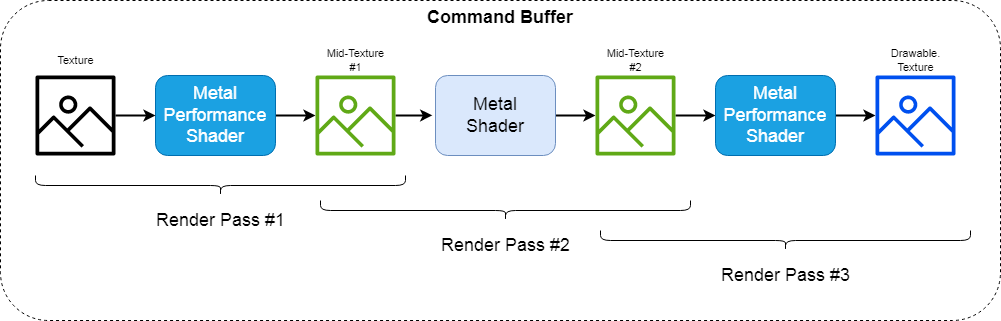 Command Buffer
Texture
Mid-Texture
#1
Mid-Texture
#2
Drawable.
Texture
Metal
Performance
Shader
Metal
Shader
Metal
Performance
Shader
Render Pass #1
Render Pass #2
Render Pass #3